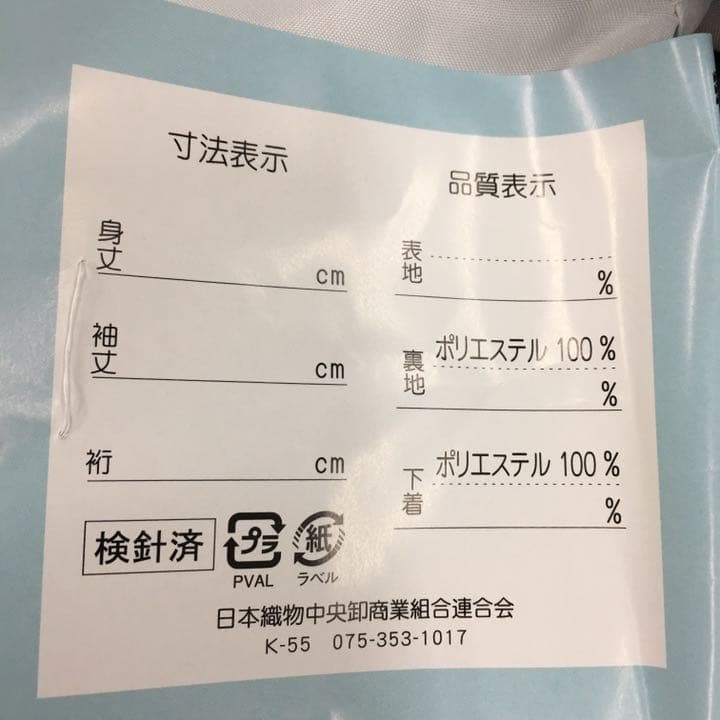 寸法表示
身丈 cm
袖丈 cm
裄 cm
品質表示
表地
%
裏地 ポリエステル 100 %
%
下着 ポリエステル 100 %
%
検針済 プラ 紙
PVAL ラベル
日本織物中央卸商業組合連合会
K-55 075-353-1017